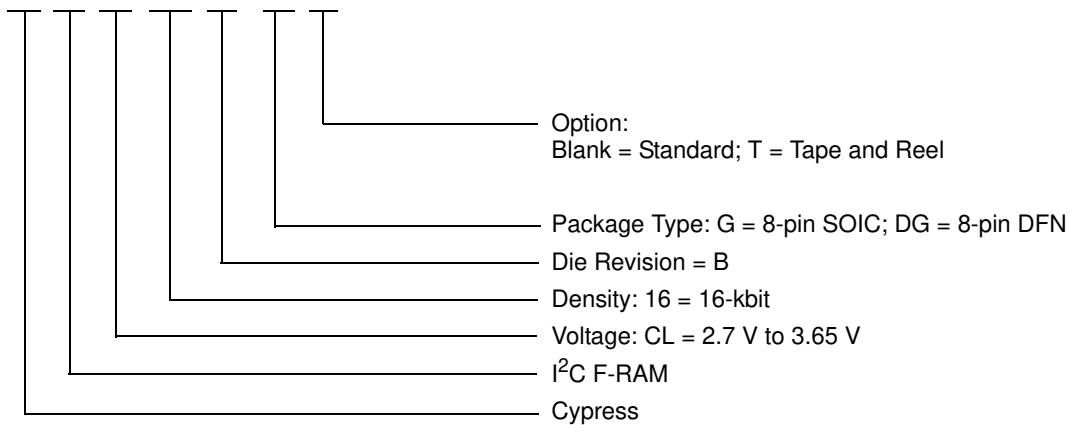 Option:
Blank = Standard; T = Tape and Reel
Package Type: G = 8-pin SOIC; DG = 8-pin DFN
Die Revision = B
Density: 16 = 16-kbit
Voltage: CL = 2.7 V to 3.65 V
I²C F-RAM
Cypress